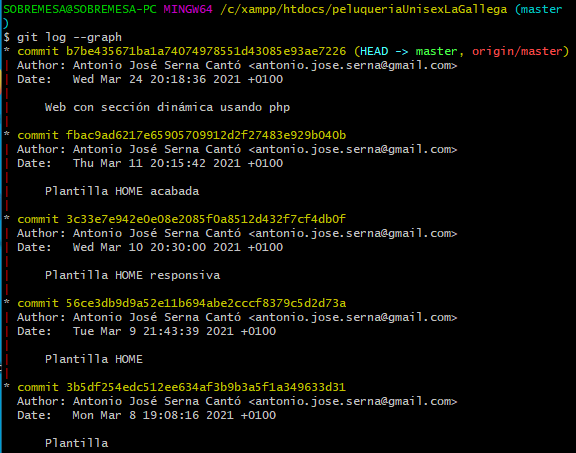 SOBREMESA@SOBREMESA-PC MINGW64 /c/xampp/htdocs/peluqueriaUnisexLaGallega (master
)
$ git log --graph
* commit b7be435671ba1a74074978551d43085e93ae7226 (HEAD -> master, origin/master)
| Author: Antonio José Serna Cantó <antonio.jose.serna@gmail.com>
| Date:   Wed Mar 24 20:18:36 2021 +0100
|
|     Web con sección dinámica usando php
|
* commit fbac9ad6217e65905709912d2f27483e929b040b
| Author: Antonio José Serna Cantó <antonio.jose.serna@gmail.com>
| Date:   Thu Mar 11 20:15:42 2021 +0100
|
|     Plantilla HOME acabada
|
* commit 3c33e7e942e0e08e2085f0a8512d432f7cf4db0f
| Author: Antonio José Serna Cantó <antonio.jose.serna@gmail.com>
| Date:   Wed Mar 10 20:30:00 2021 +0100
|
|     Plantilla HOME responsiva
|
* commit 56ce3db9d9a52e11b694abe2cccf8379c5d2d73a
| Author: Antonio José Serna Cantó <antonio.jose.serna@gmail.com>
| Date:   Tue Mar 9 21:43:39 2021 +0100
|
|     Plantilla HOME
|
* commit 3b5df254edc512ee634af3b9b3a5f1a349633d31
| Author: Antonio José Serna Cantó <antonio.jose.serna@gmail.com>
| Date:   Mon Mar 8 19:08:16 2021 +0100
|
|     Plantilla